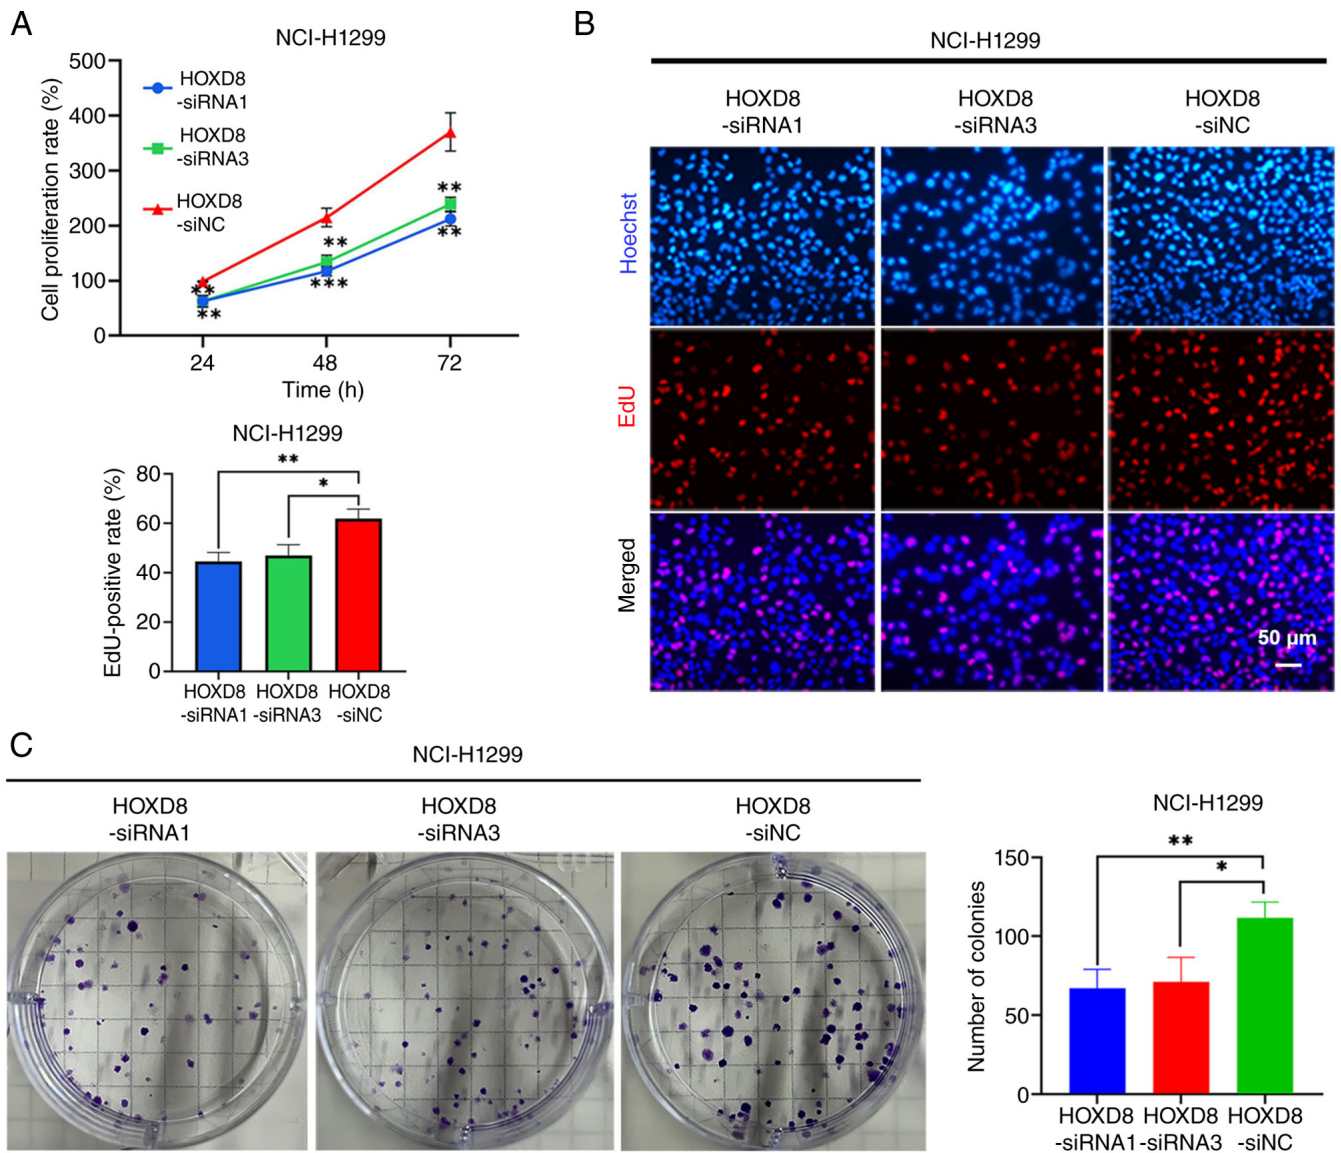 A
NCI-H1299
Cell proliferation rate (%)
500
400
300
200
100
0
HOXD8
-siRNA1
HOXD8
-siRNA3
HOXD8
-siNC
**
**
**
***
**
**
24
48
72
Time (h)
NCI-H1299
EdU-positive rate (%)
80
60
40
20
0
**
*
HOXD8 HOXD8 HOXD8
-siRNA1 -siRNA3 -siNC
B
NCI-H1299
HOXD8
-siRNA1
HOXD8
-siRNA3
HOXD8
-siNC
Hoechst
EdU
Merged
50 µm
C
NCI-H1299
HOXD8
-siRNA1
HOXD8
-siRNA3
HOXD8
-siNC
NCI-H1299
Number of colonies
150
100
50
0
**
*
HOXD8 HOXD8 HOXD8
-siRNA1 -siRNA3 -siNC